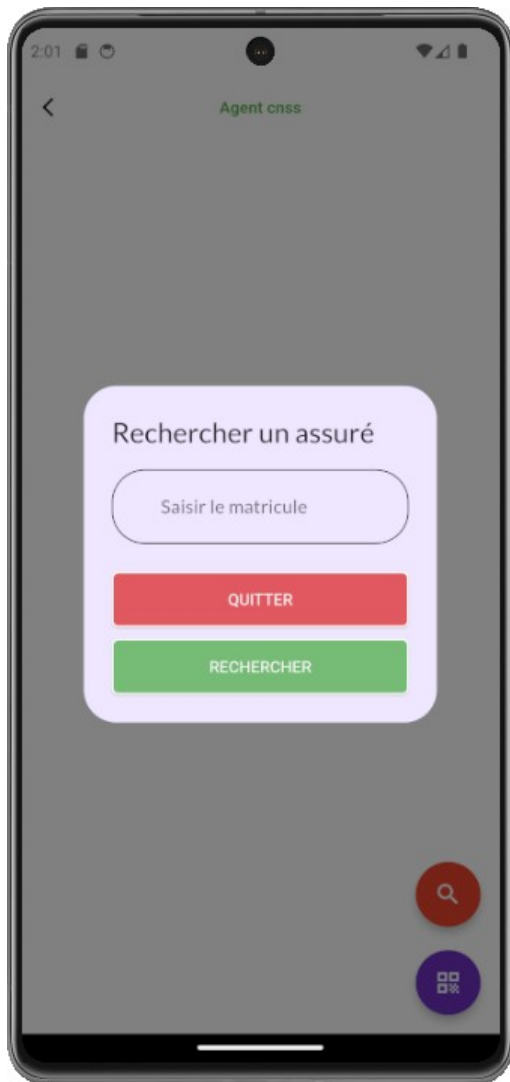 2:01
Agent cnss
Rechercher un assuré
Saisir le matricule
QUITTER
RECHERCHER